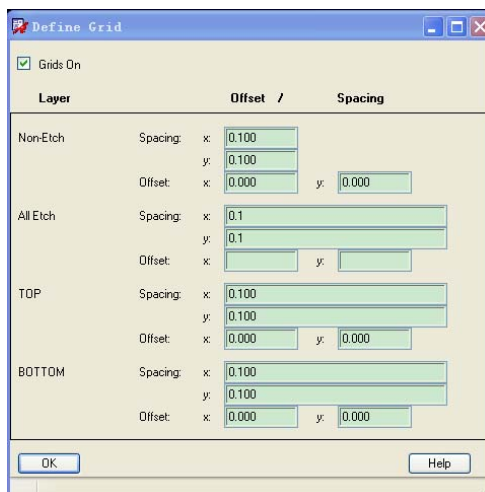 Define Grid
Grids On
Layer Offset / Spacing
Non-Etch Spacing: x: 0.100
y: 0.100
Offset: x: 0.000 y: 0.000
All Etch Spacing: x: 0.1
y: 0.1
Offset: x: y:
TOP Spacing: x: 0.100
y: 0.100
Offset: x: 0.000 y: 0.000
BOTTOM Spacing: x: 0.100
y: 0.100
Offset: x: 0.000 y: 0.000
OK Help